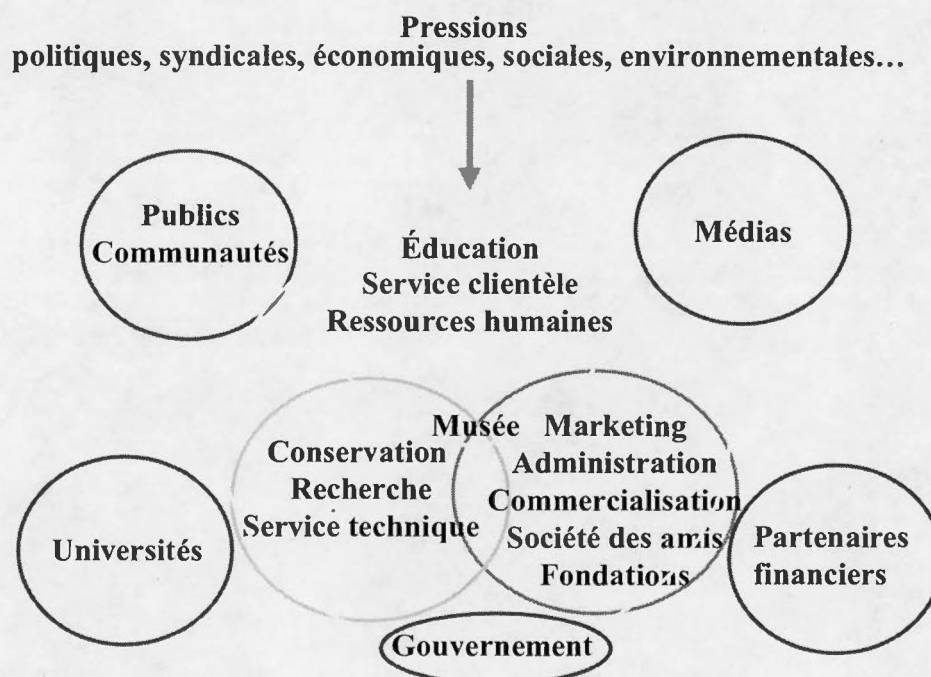 Pressions
politiques, syndicales, économiques, sociales, environnementales…
Publics
Communautés
Médias
Éducation
Service clientèle
Ressources humaines
Musée
Conservation
Recherche
Service technique
Marketing
Administration
Commercialisation
Société des amis
Fondations
Universités
Partenaires
financiers
Gouvernement